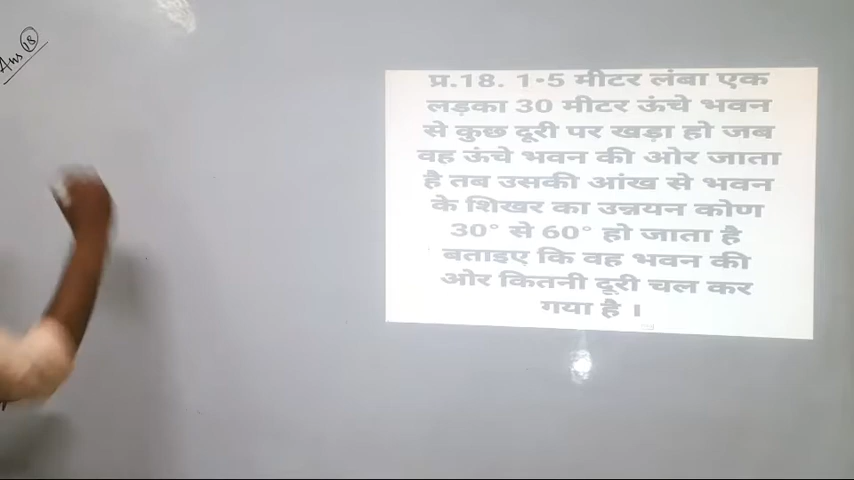 Ans 18
प्र.18. 1·5 मीटर लंबा एक
लड़का 30 मीटर ऊंचे भवन
से कुछ दूरी पर खड़ा हो जब
वह ऊंचे भवन की ओर जाता
है तब उसकी आंख से भवन
के शिखर का उन्नयन कोण
30° से 60° हो जाता है
बताइए कि वह भवन की
ओर कितनी दूरी चल कर
गया है ।